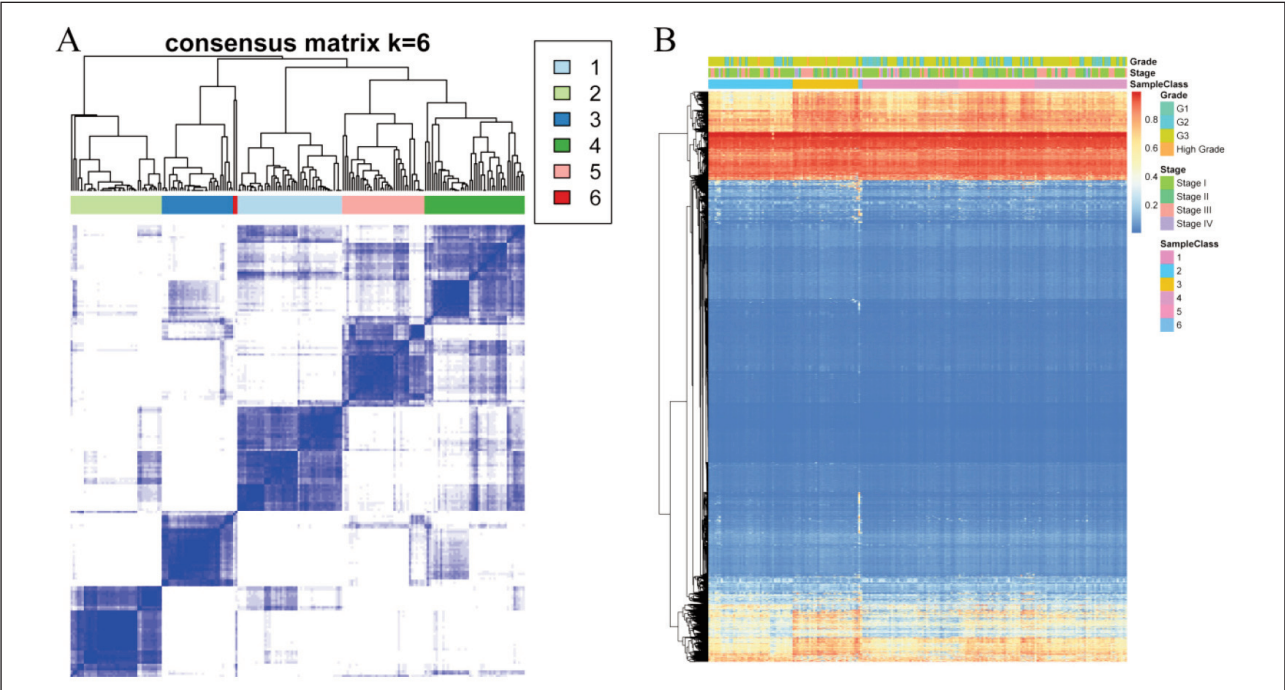 A
consensus matrix k=6
1
2
3
4
5
6
B
Grade
Stage
SampleClass
0.8
0.6
0.4
0.2
Grade
G1
G2
G3
High Grade
Stage
Stage I
Stage II
Stage III
Stage IV
SampleClass
1
2
3
4
5
6